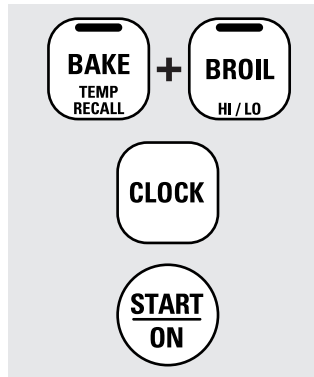 BAKE
TEMP
RECALL
+
BROIL
HI / LO
CLOCK
START
ON